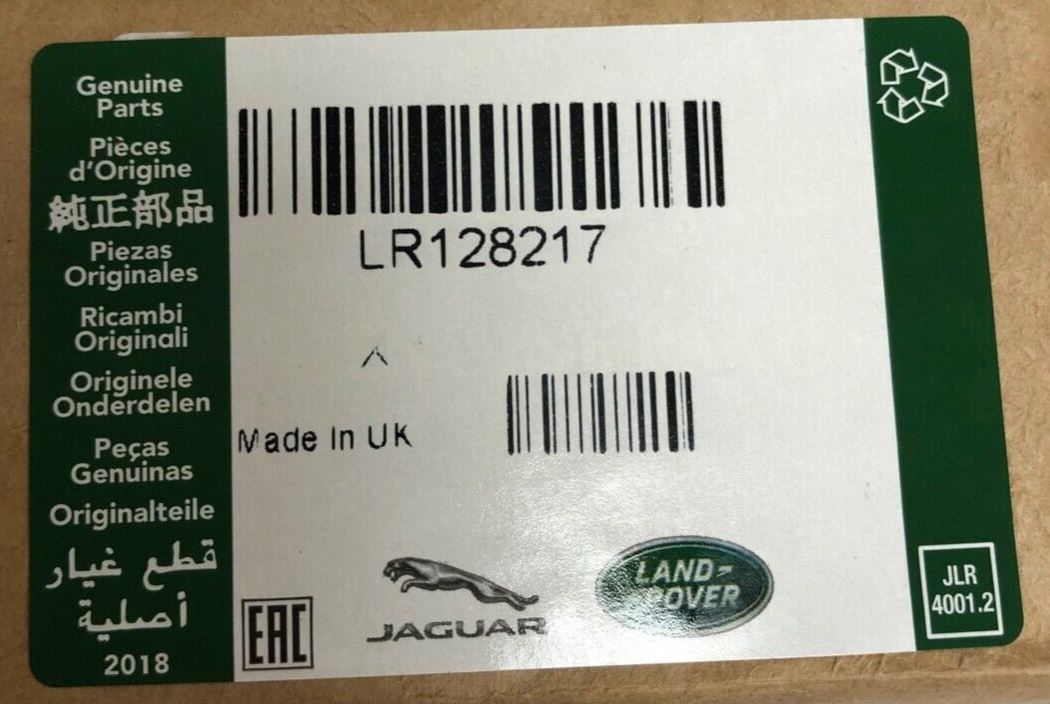 Genuine
Parts
Pièces
d'Origine
純正部品
Piezas
Originales
Ricambi
Originali
Originele
Onderdelen
Peças
Genuinas
Originalteile
قطع غيار
أصلية
2018
LR128217
Made In UK
EAC
JAGUAR
LAND-
ROVER
JLR
4001.2